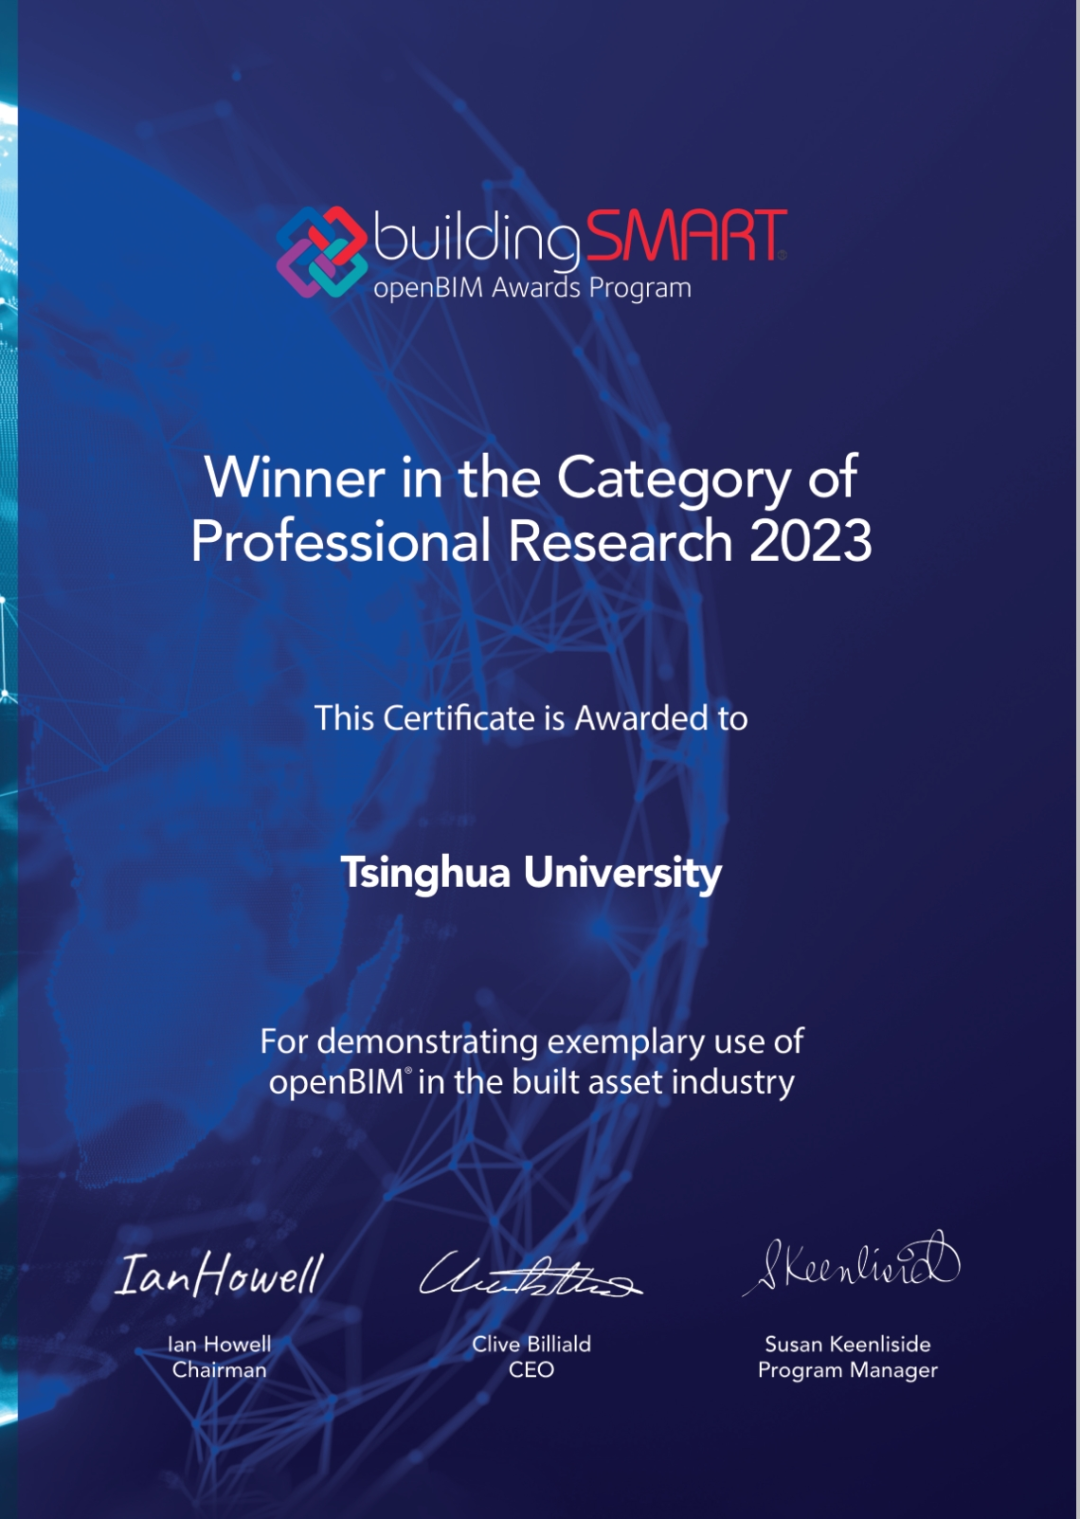 buildingSMART
openBIM Awards Program
Winner in the Category of
Professional Research 2023
This Certificate is Awarded to
Tsinghua University
For demonstrating exemplary use of
openBIM® in the built asset industry
IanHowell
SKeenliside
Ian Howell
Chairman
Clive Billiald
CEO
Susan Keenliside
Program Manager